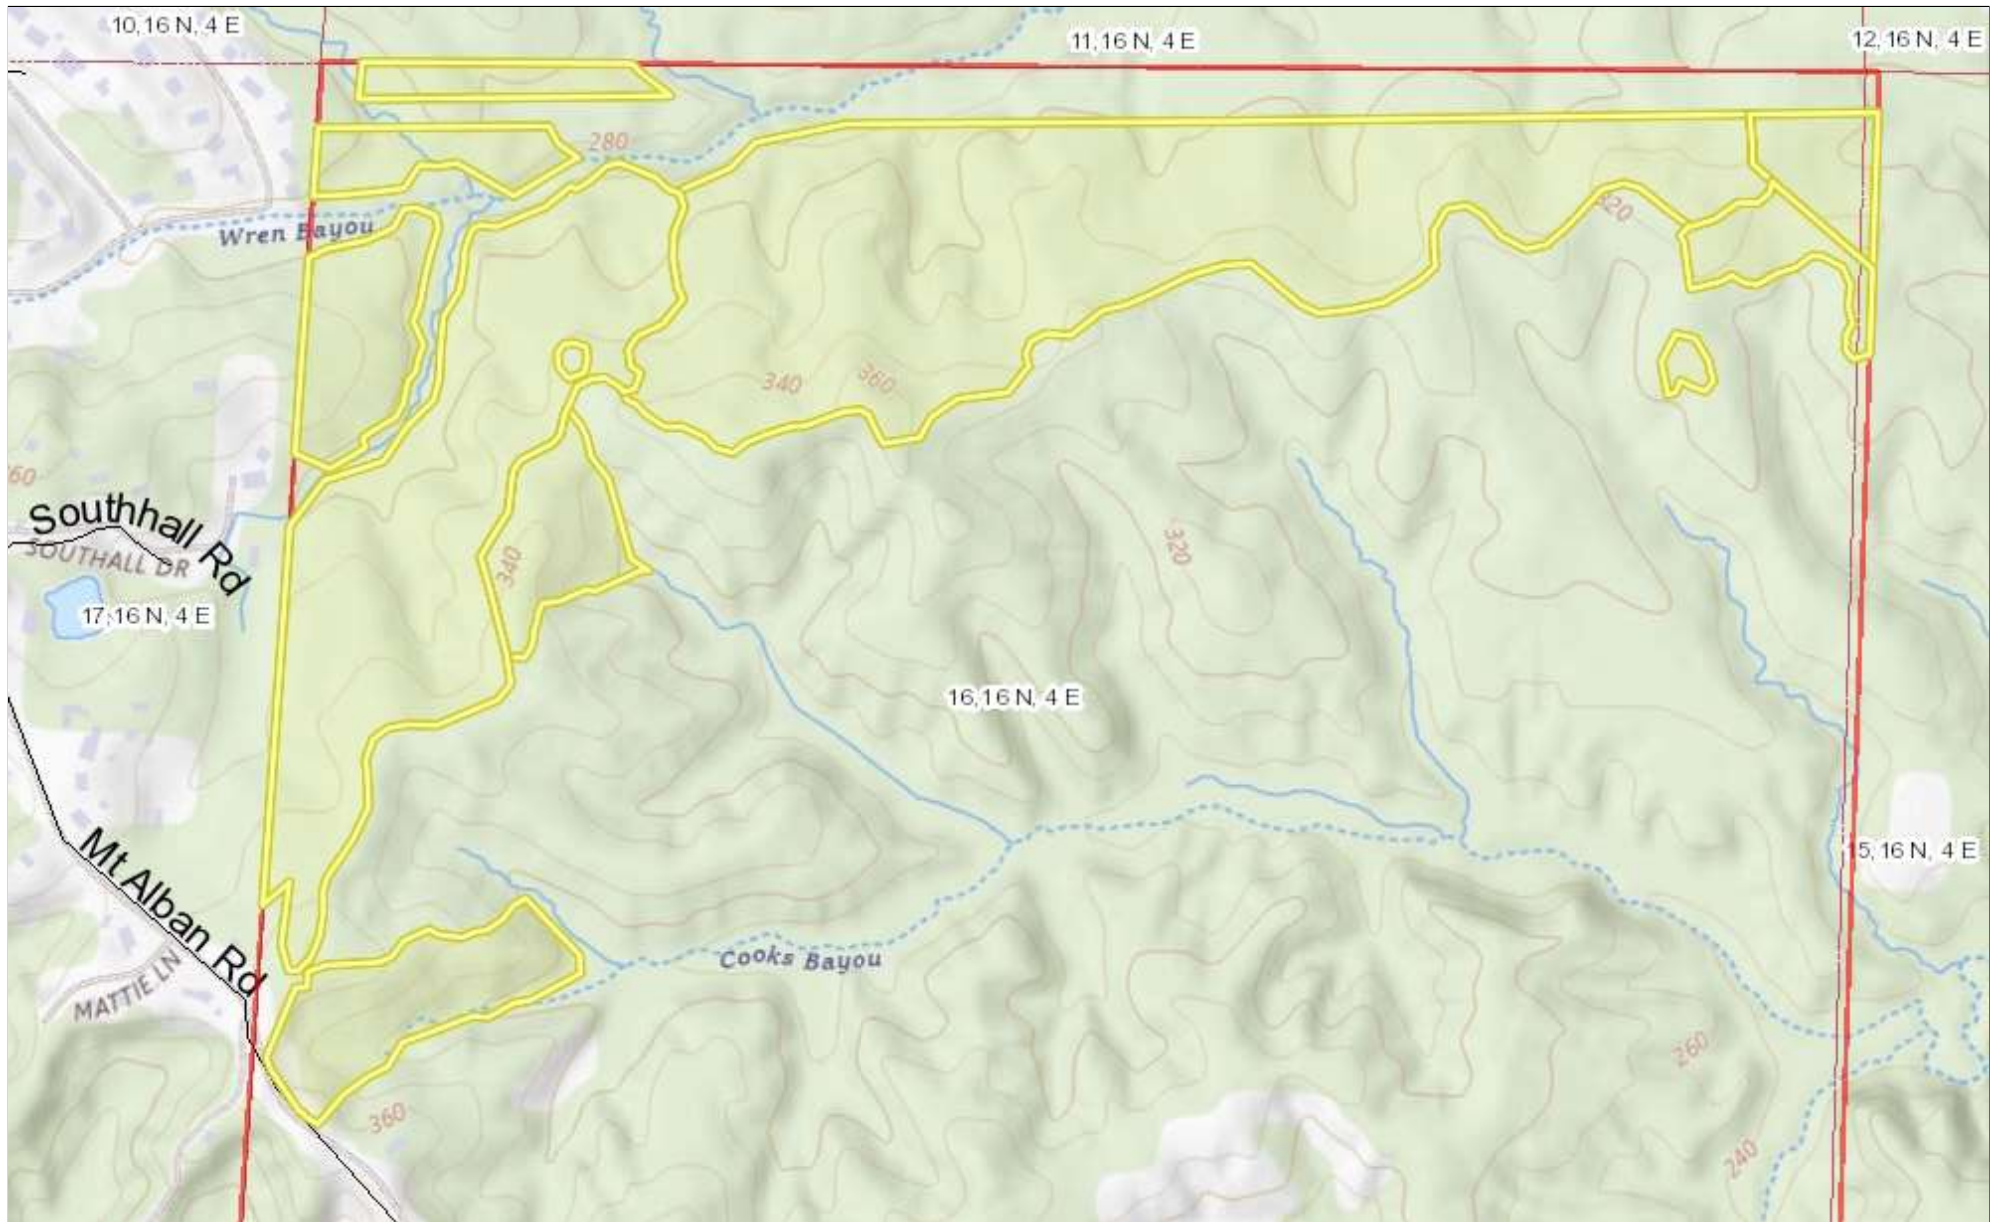 10, 16 N, 4 E
11, 16 N, 4 E
12, 16 N, 4 E
280
Wren Bayou
320
340
360
60
Southhall Rd
SOUTHALL DR
340
320
17, 16 N, 4 E
16, 16 N, 4 E
Mt Alban Rd
15, 16 N, 4 E
MATTIE LN
Cooks Bayou
260
360
240